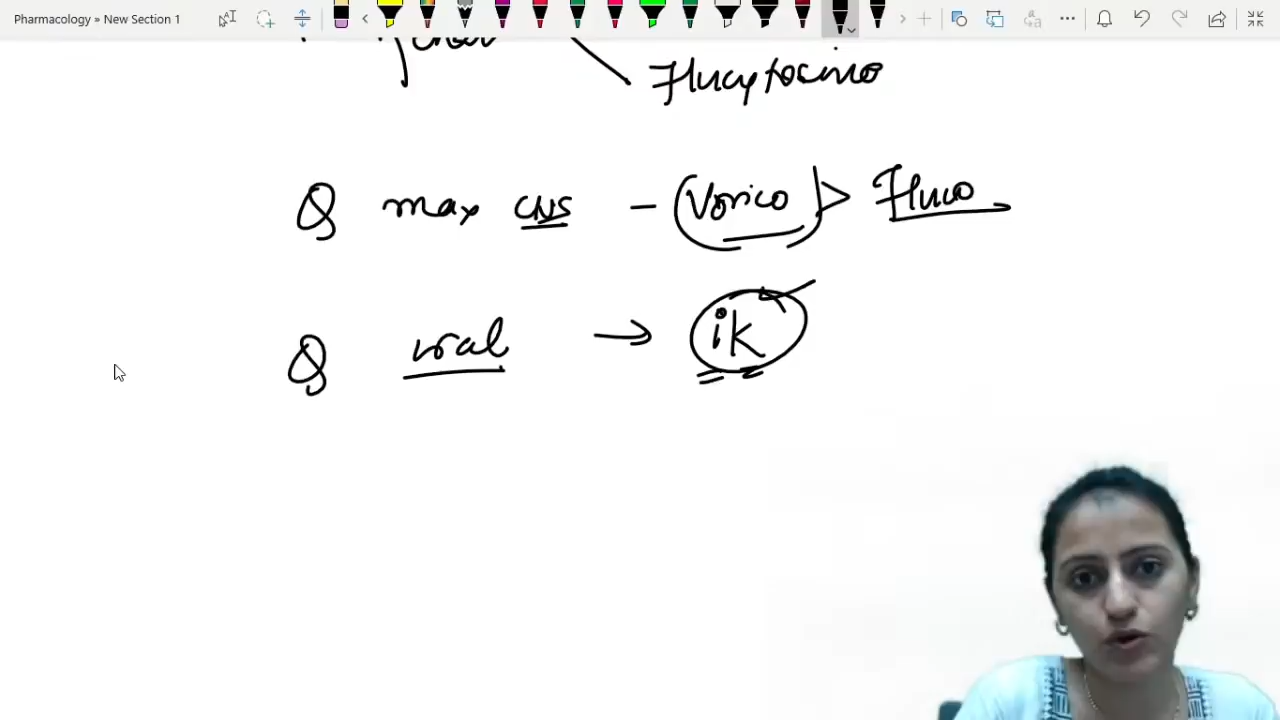 Pharmacology » New Section 1
Flucytosine
Q max CNS - (Vorico) > Fluco
Q oral → ik